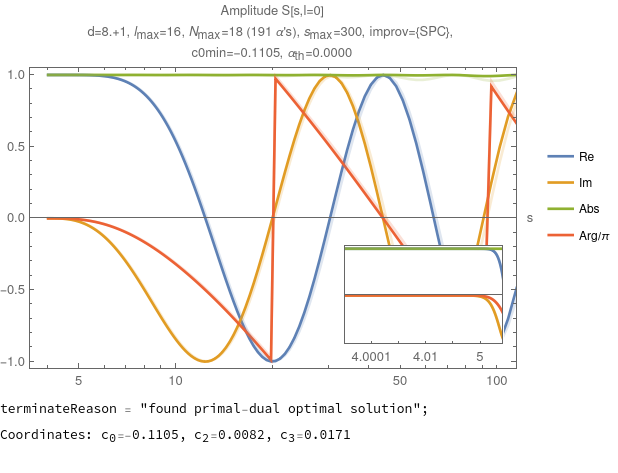 Amplitude S[s,l=0]
d=8.+1, lmax=16, Nmax=18 (191 α's), smax=300, improv={SPC},
c0min=-0.1105, αth=0.0000
1.0
0.5
0.0
-0.5
-1.0
5
10
50
100
s
4.0001
4.01
5
Re
Im
Abs
Arg/π
terminateReason = "found primal-dual optimal solution";
Coordinates: c0=-0.1105, c2=0.0082, c3=0.0171